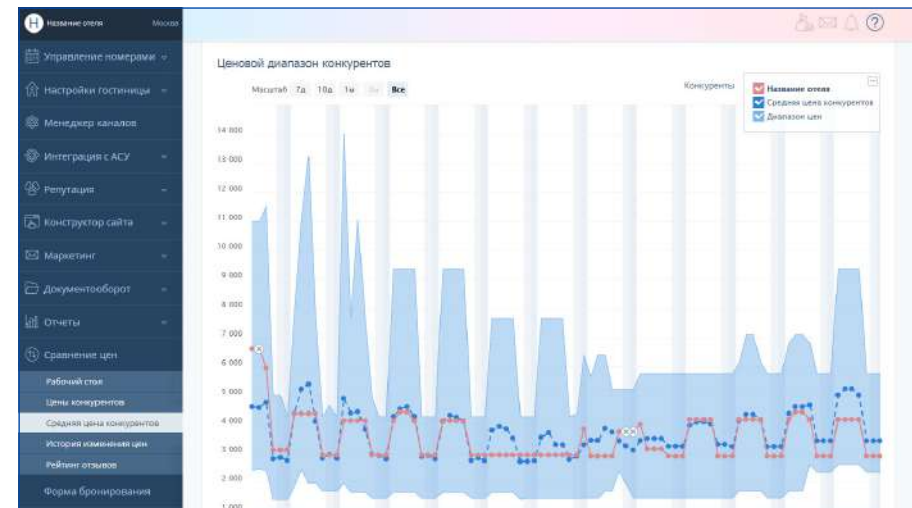 H Название отеля Москва
Управление номерами
Настройки гостиницы
Менеджер каналов
Интеграция с АСУ
Репутация
Конструктор сайта
Маркетинг
Документооборот
Отчеты
Сравнение цен
Рабочий стол
Цены конкурентов
Средняя цена конкурентов
История изменения цен
Рейтинг отзывов
Форма бронирования
?
Ценовой диапазон конкурентов
Масштаб 7д 10д 1м Все
Конкуренты
Название отеля
Средняя цена конкурентов
Диапазон цен
14 000
13 000
12 000
11 000
10 000
9 000
8 000
7 000
6 000
5 000
4 000
3 000
2 000
1 000